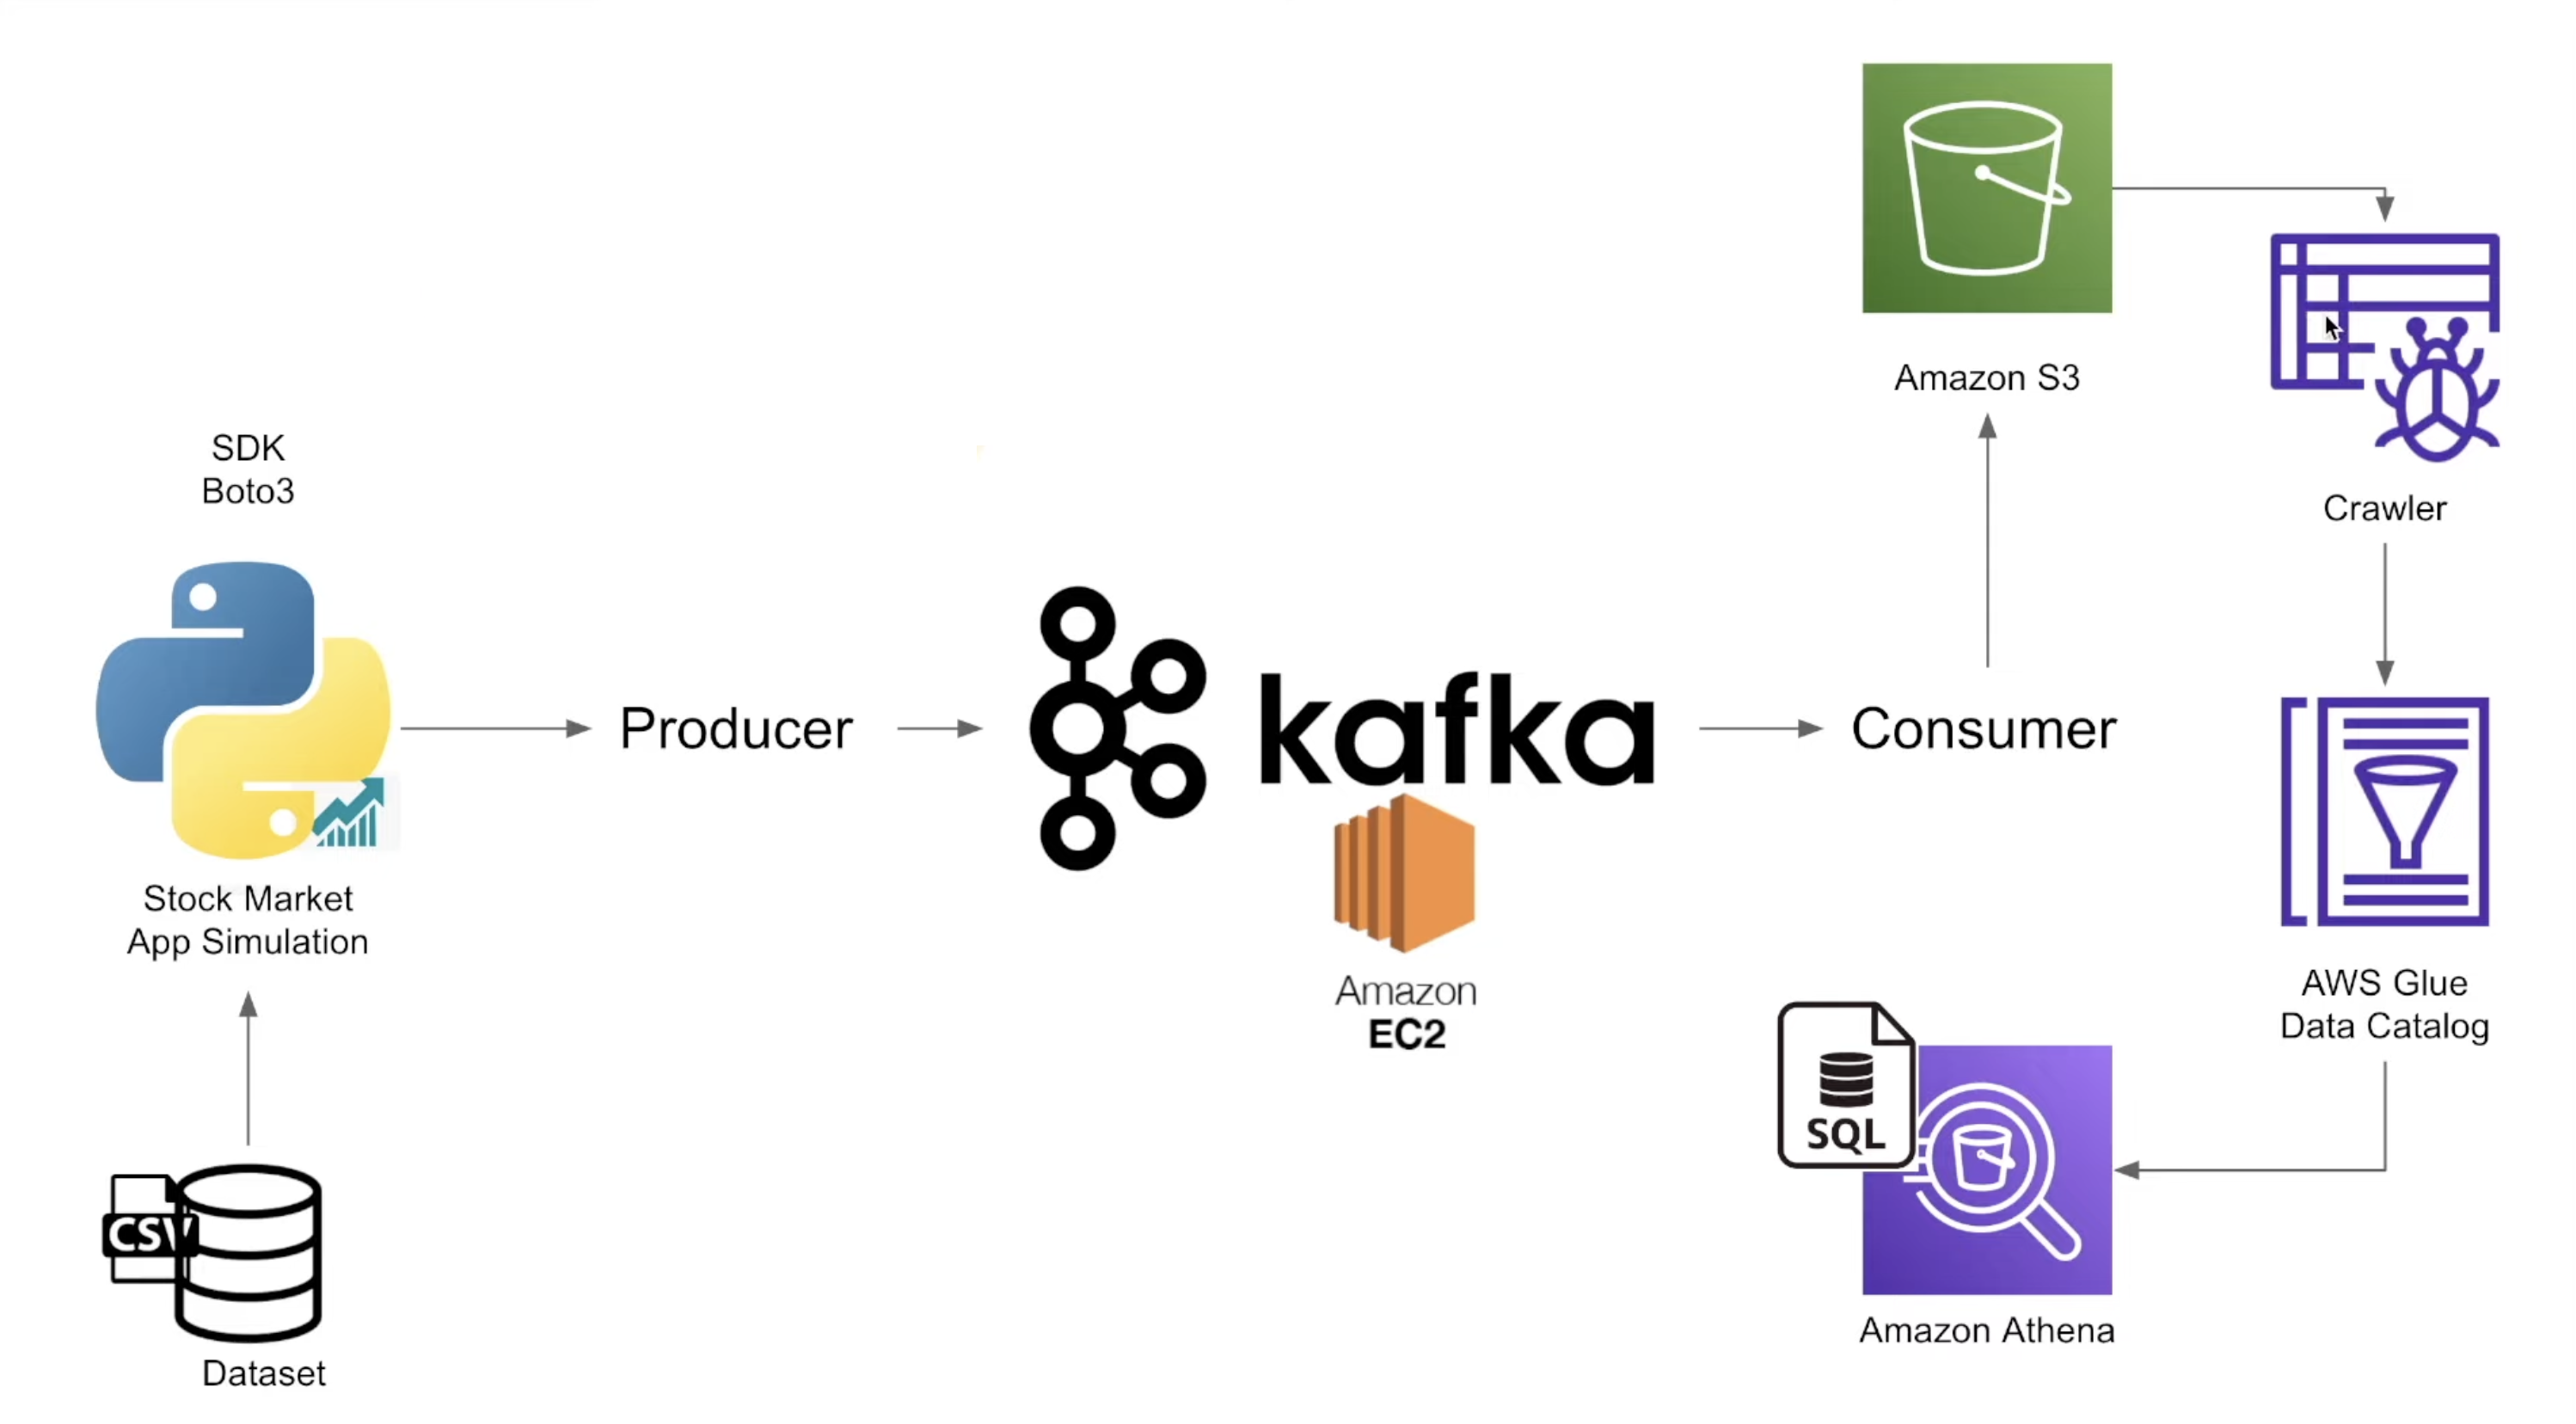 SDK
Boto3
Stock Market
App Simulation
CSV
Dataset
Producer
kafka
Amazon
EC2
Consumer
Amazon S3
Crawler
AWS Glue
Data Catalog
SQL
Amazon Athena